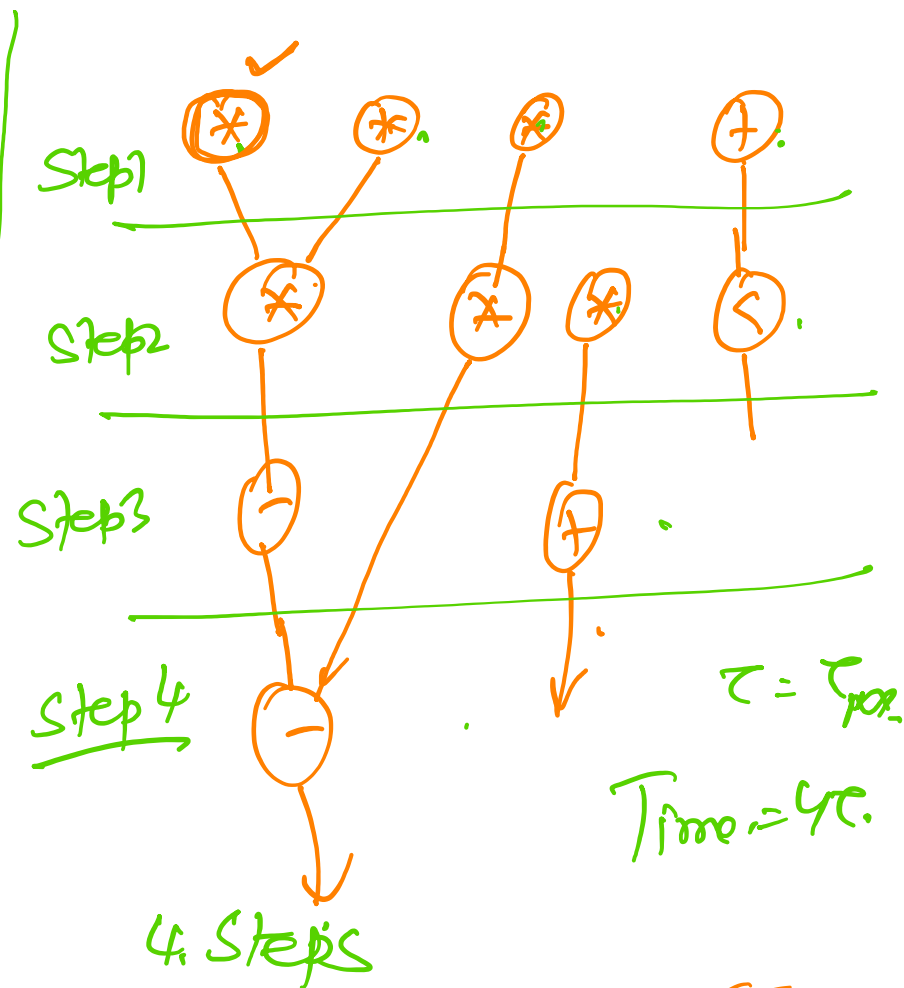 * * * +
Step1
* * * <
Step2
− +
Step3
Step 4
−
τ =
Time = 4τ.
4. Steps